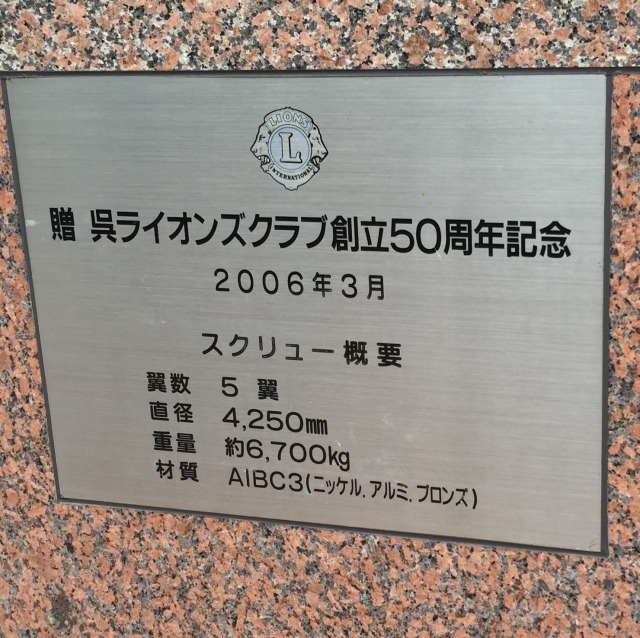 LIONS
L
INTERNATIONAL
贈 呉ライオンズクラブ創立50周年記念
2006年3月
スクリュー概要
翼数 5 翼
直径 4,250㎜
重量 約6,700kg
材質 AlBC3(ニッケル,アルミ,ブロンズ)